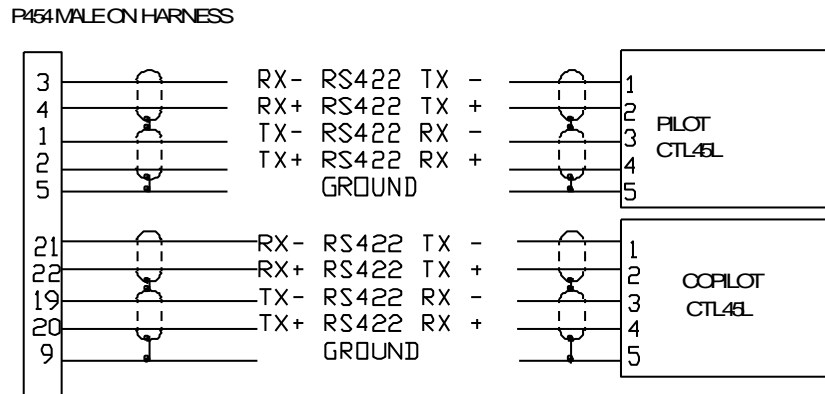 P454 MALE ON HARNESS
3 RX- RS422 TX - 1
4 RX+ RS422 TX + 2
1 TX- RS422 RX - 3
2 TX+ RS422 RX + 4
5 GROUND 5
PILOT
CTL45L
21 RX- RS422 TX - 1
22 RX+ RS422 TX + 2
19 TX- RS422 RX - 3
20 TX+ RS422 RX + 4
9 GROUND 5
COPILOT
CTL45L